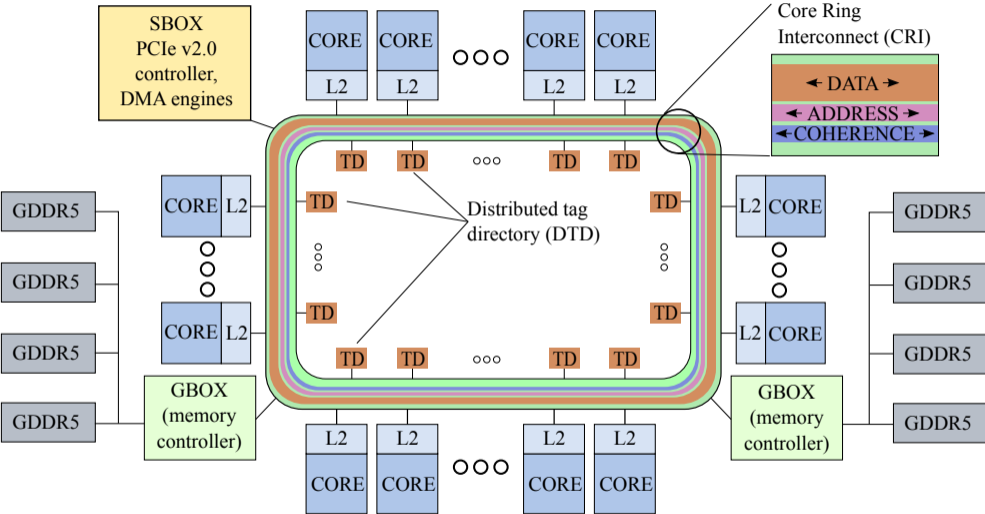 SBOX
PCIe v2.0
controller,
DMA engines
CORE
L2
CORE
L2
CORE
L2
CORE
L2
Core Ring
Interconnect (CRI)
DATA
ADDRESS
COHERENCE
TD
TD
TD
TD
TD
TD
TD
TD
TD
TD
TD
TD
Distributed tag
directory (DTD)
GDDR5
GDDR5
GDDR5
GDDR5
CORE L2
CORE L2
L2 CORE
L2 CORE
GDDR5
GDDR5
GDDR5
GDDR5
GBOX
(memory
controller)
GBOX
(memory
controller)
L2
CORE
L2
CORE
L2
CORE
L2
CORE